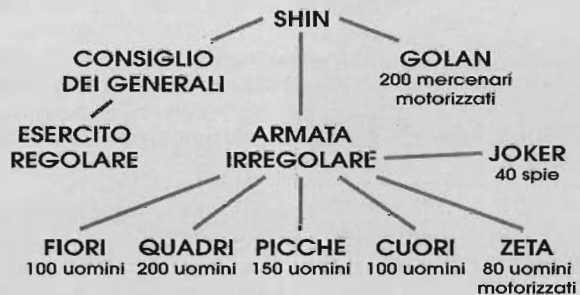 SHIN
CONSIGLIO
DEI GENERALI
GOLAN
200 mercenari
motorizzati
ESERCITO
REGOLARE
ARMATA
IRREGOLARE
JOKER
40 spie
FIORI
100 uomini
QUADRI
200 uomini
PICCHE
150 uomini
CUORI
100 uomini
ZETA
80 uomini
motorizzati